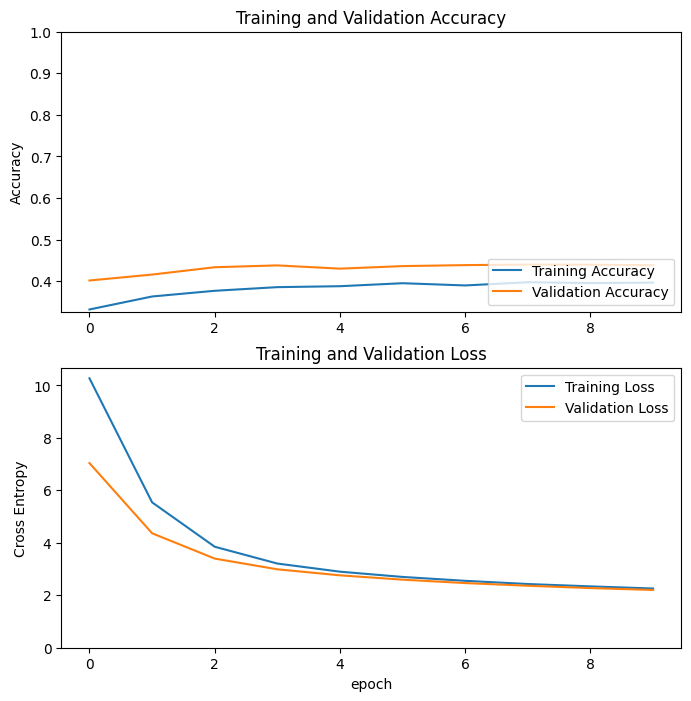 Training and Validation Accuracy
1.0
0.9
0.8
0.7
0.6
0.5
0.4
Accuracy
Training Accuracy
Validation Accuracy
0 2 4 6 8
Training and Validation Loss
10
8
6
4
2
0
Cross Entropy
Training Loss
Validation Loss
0 2 4 6 8
epoch